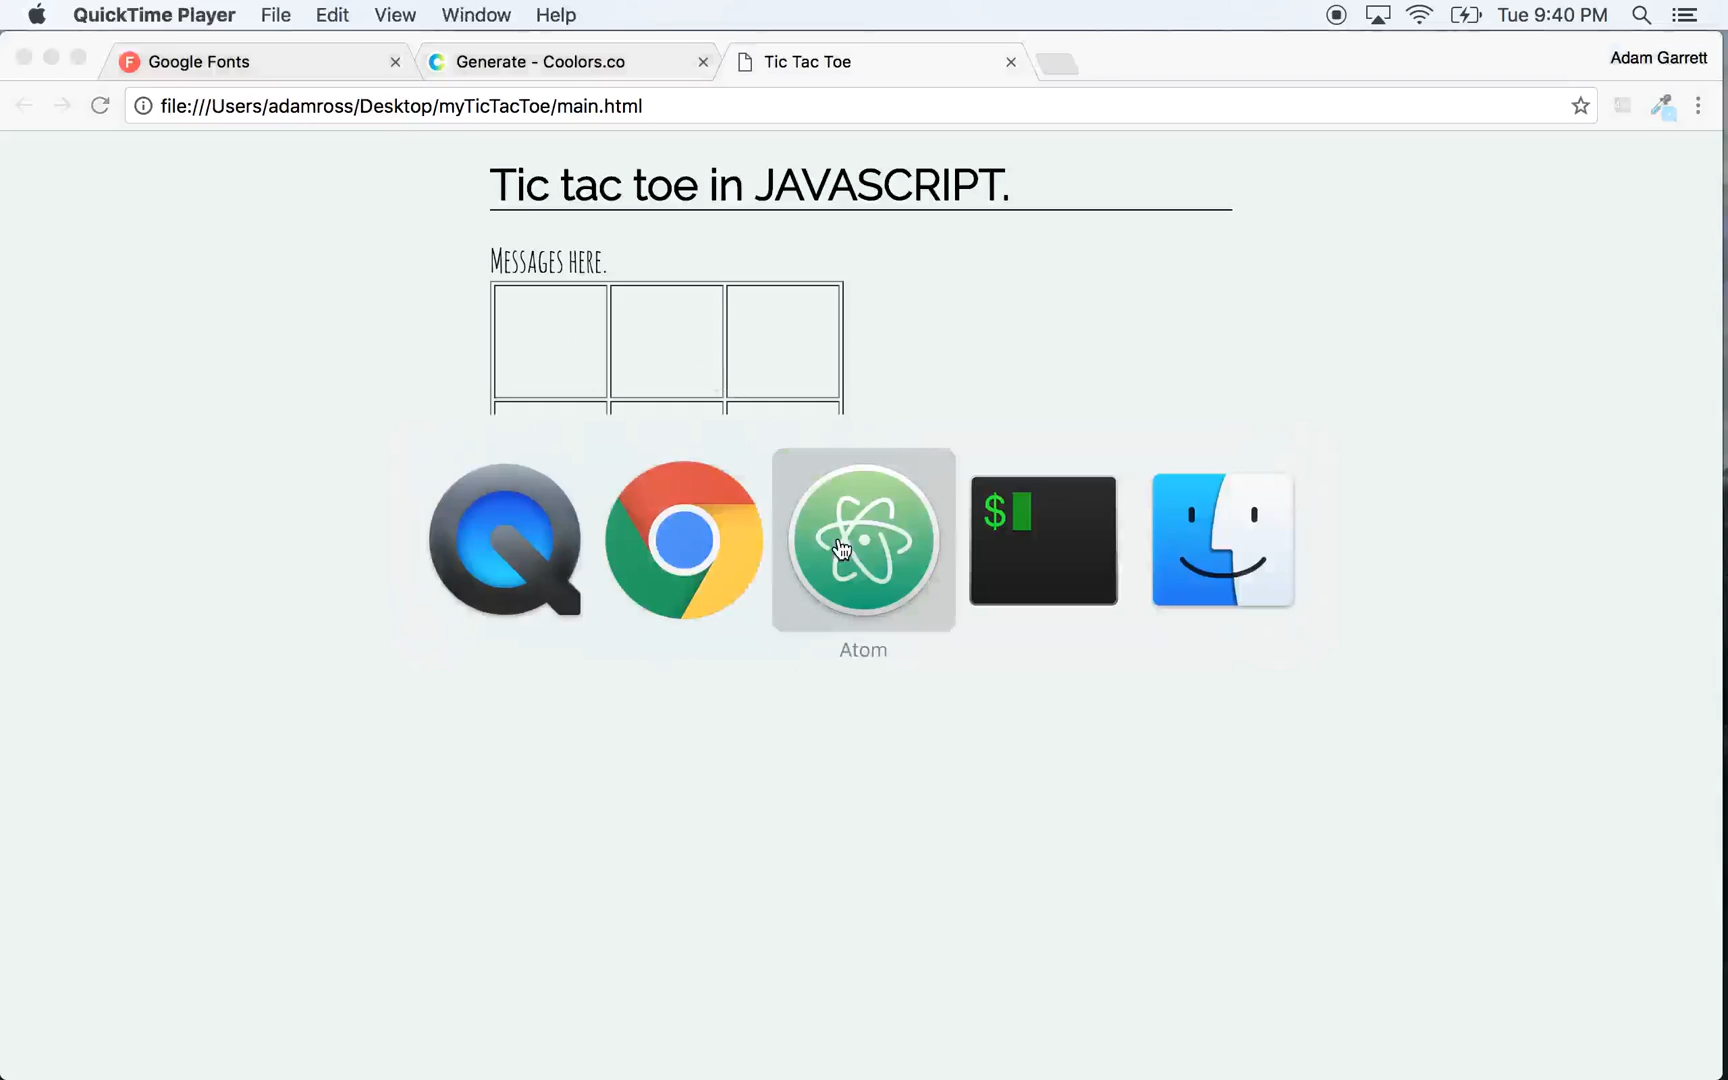 QuickTime Player File Edit View Window Help Tue 9:40 PM
Google Fonts Generate - Coolors.co Tic Tac Toe Adam Garrett
file:///Users/adamross/Desktop/myTicTacToe/main.html
Tic tac toe in JAVASCRIPT.
Messages here.
$
Atom